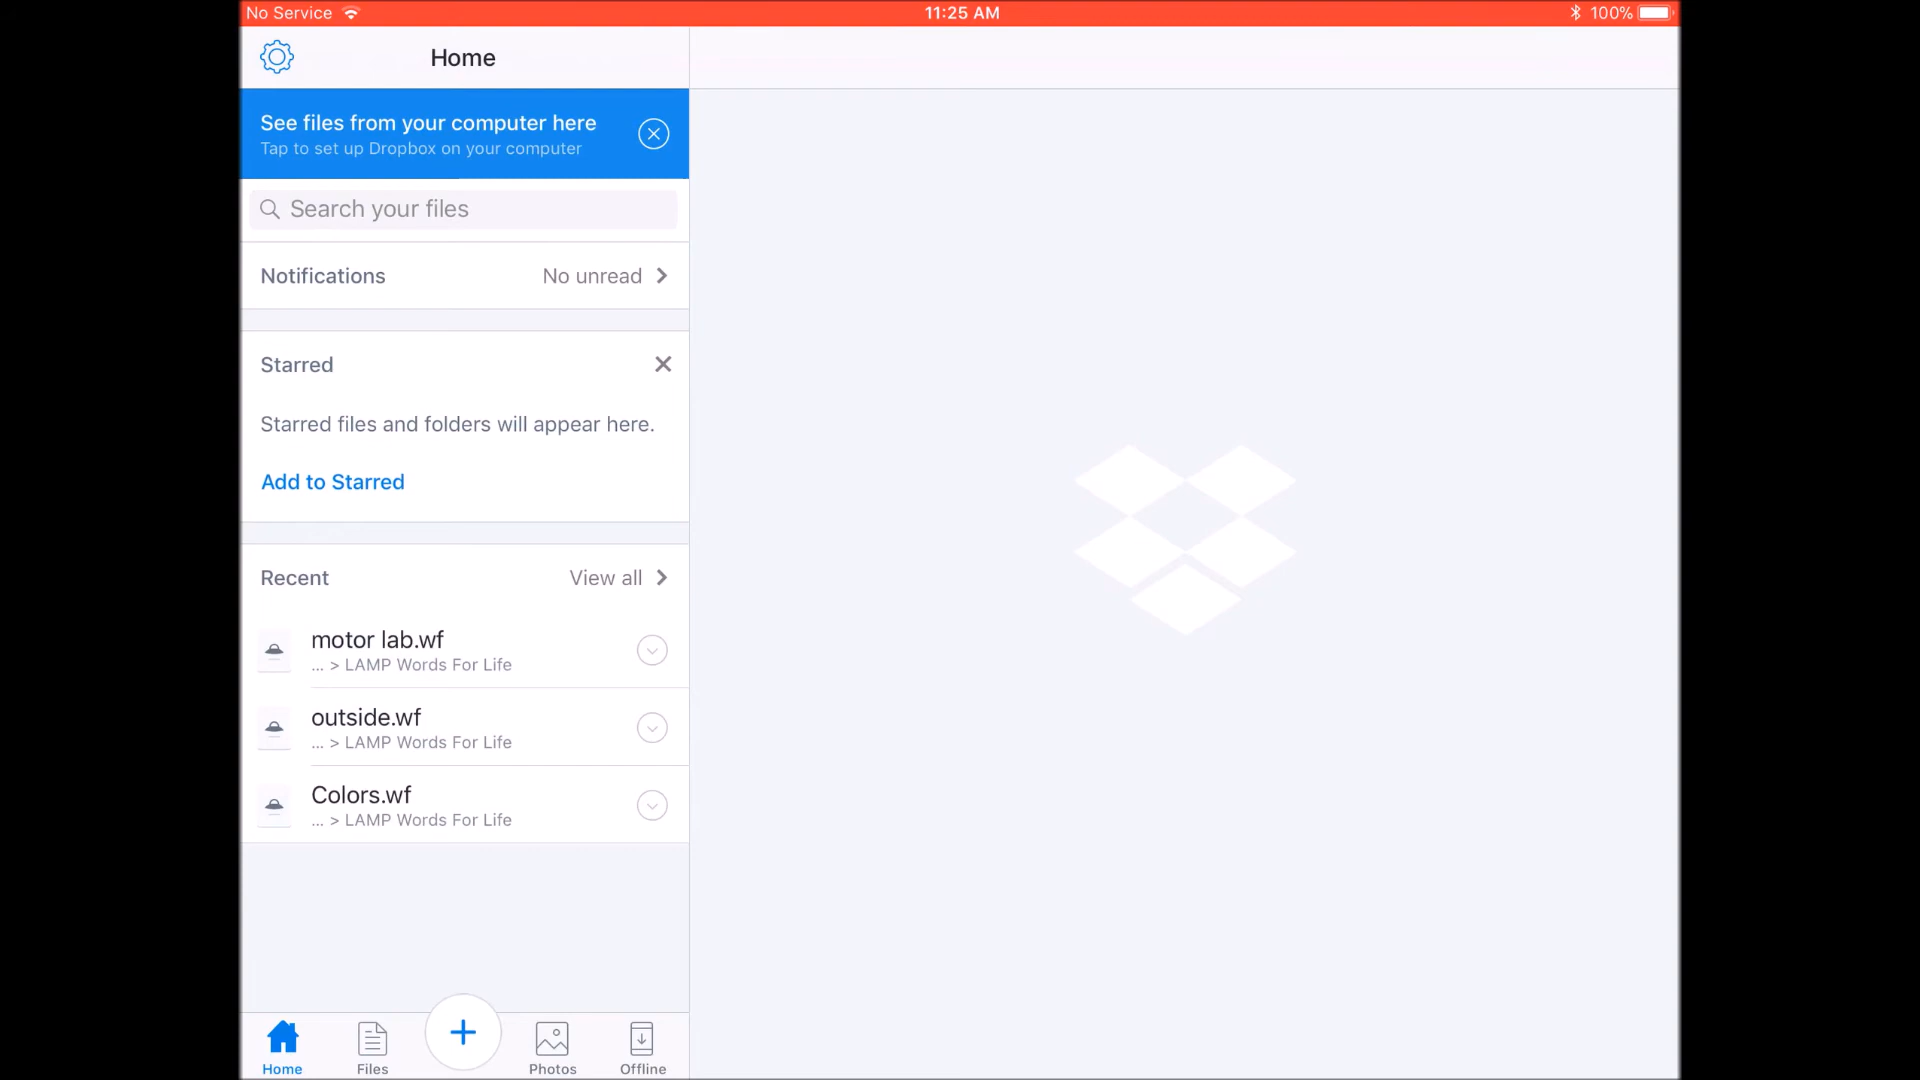 No Service
11:25 AM
100%
Home
See files from your computer here
Tap to set up Dropbox on your computer
Search your files
Notifications
No unread
Starred
Starred files and folders will appear here.
Add to Starred
Recent
View all
motor lab.wf
... > LAMP Words For Life
outside.wf
... > LAMP Words For Life
Colors.wf
... > LAMP Words For Life
Home
Files
Photos
Offline